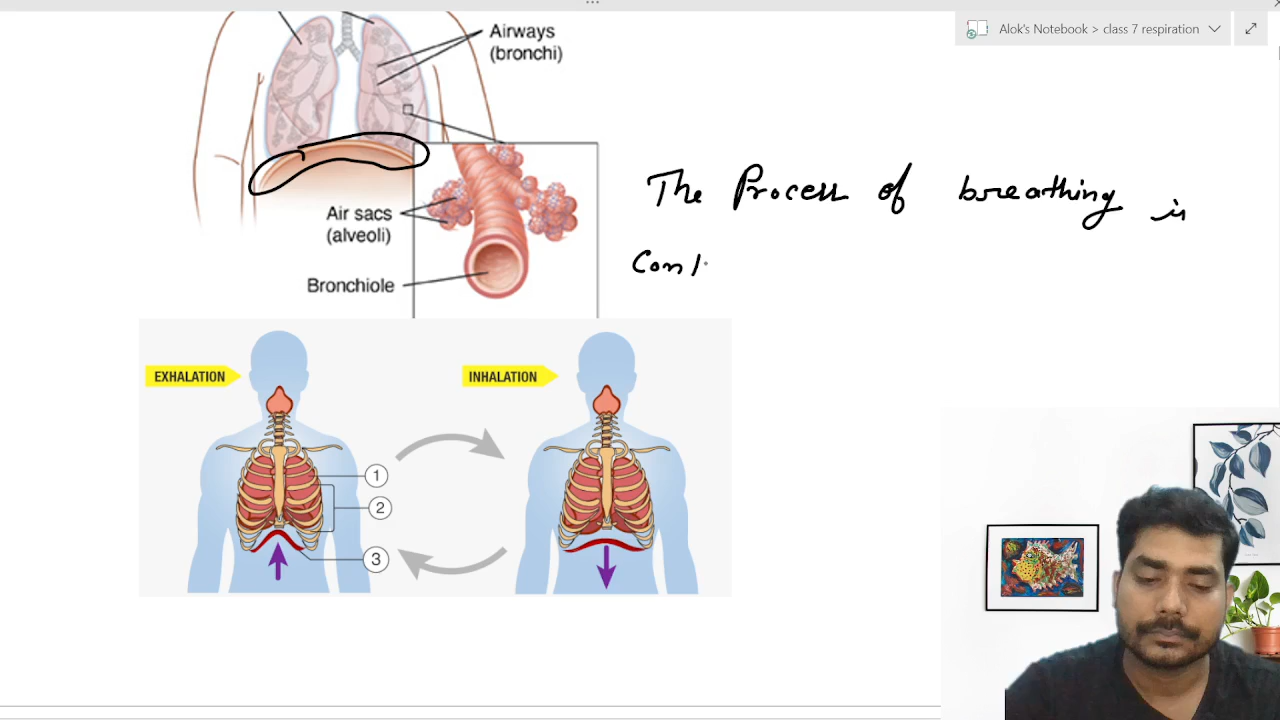 Airways
(bronchi)
Alok's Notebook > class 7 respiration
Air sacs
(alveoli)
Bronchiole
The Process of breathing is
EXHALATION
INHALATION
1
2
3